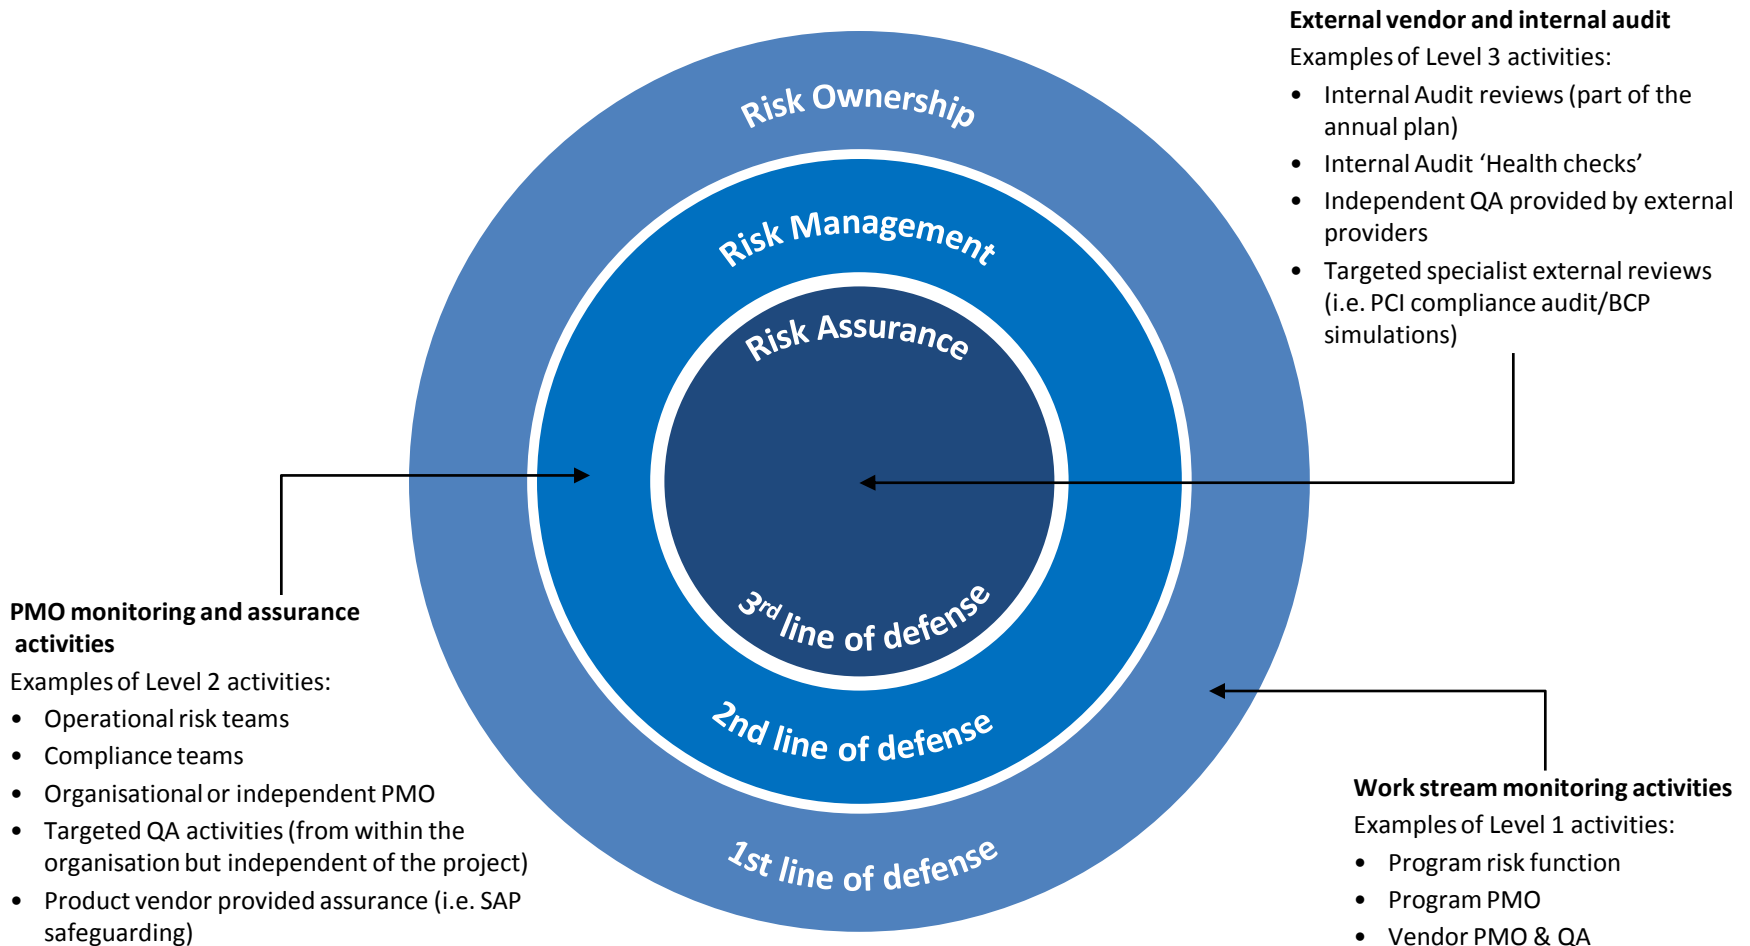 External vendor and internal audit
Examples of Level 3 activities:
• Internal Audit reviews (part of the
annual plan)
• Internal Audit ‘Health checks’
• Independent QA provided by external
providers
• Targeted specialist external reviews
(i.e. PCI compliance audit/BCP
simulations)
Risk Ownership
Risk Management
Risk Assurance
3rd line of defense
2nd line of defense
1st line of defense
PMO monitoring and assurance
activities
Examples of Level 2 activities:
• Operational risk teams
• Compliance teams
• Organisational or independent PMO
• Targeted QA activities (from within the
organisation but independent of the project)
• Product vendor provided assurance (i.e. SAP
safeguarding)
Work stream monitoring activities
Examples of Level 1 activities:
• Program risk function
• Program PMO
• Vendor PMO & QA